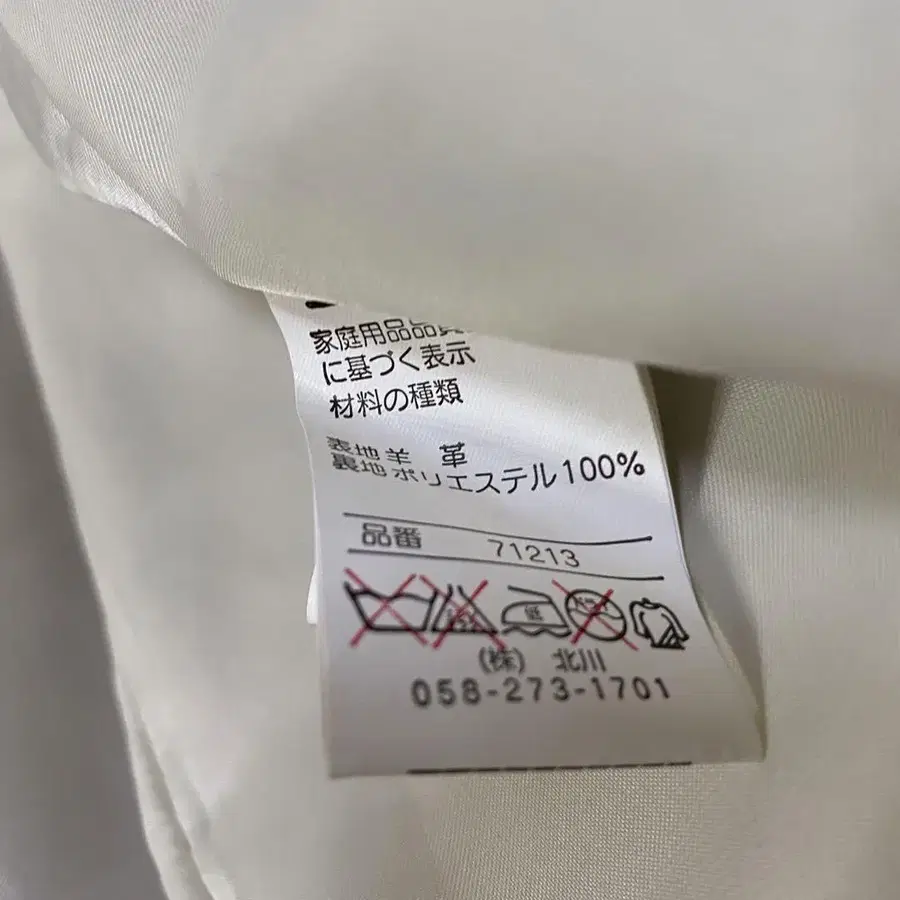 家庭用品品質
に基づく表示
材料の種類
表地 羊 革
裏地 ポリエステル100%
品番 71213
低
(株) 北川
058-273-1701